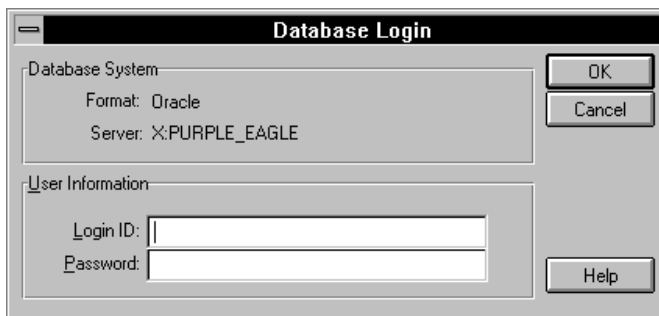 Database Login
Database System
Format: Oracle
Server: X:PURPLE_EAGLE
OK
Cancel
User Information
Login ID:
Password:
Help